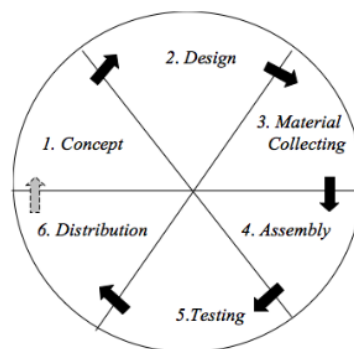 2. Design
1. Concept
3. Material
Collecting
6. Distribution
4. Assembly
5.Testing